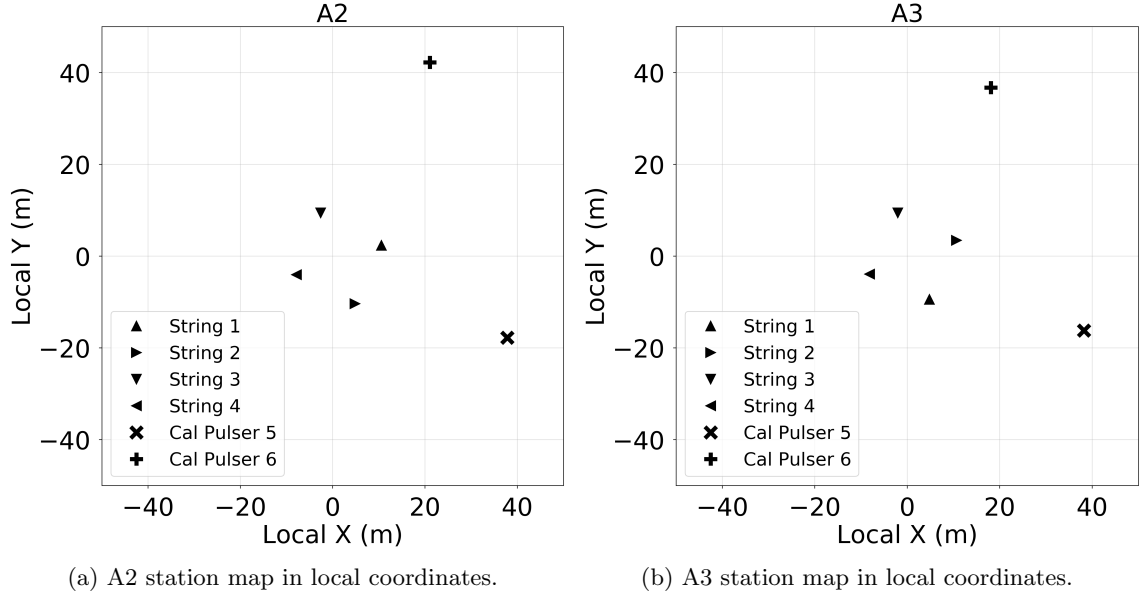 A2
Local Y (m)
40
20
0
−20
−40
String 1
String 2
String 3
String 4
Cal Pulser 5
Cal Pulser 6
−40 −20 0 20 40
Local X (m)
(a) A2 station map in local coordinates.
A3
Local Y (m)
40
20
0
−20
−40
String 1
String 2
String 3
String 4
Cal Pulser 5
Cal Pulser 6
−40 −20 0 20 40
Local X (m)
(b) A3 station map in local coordinates.